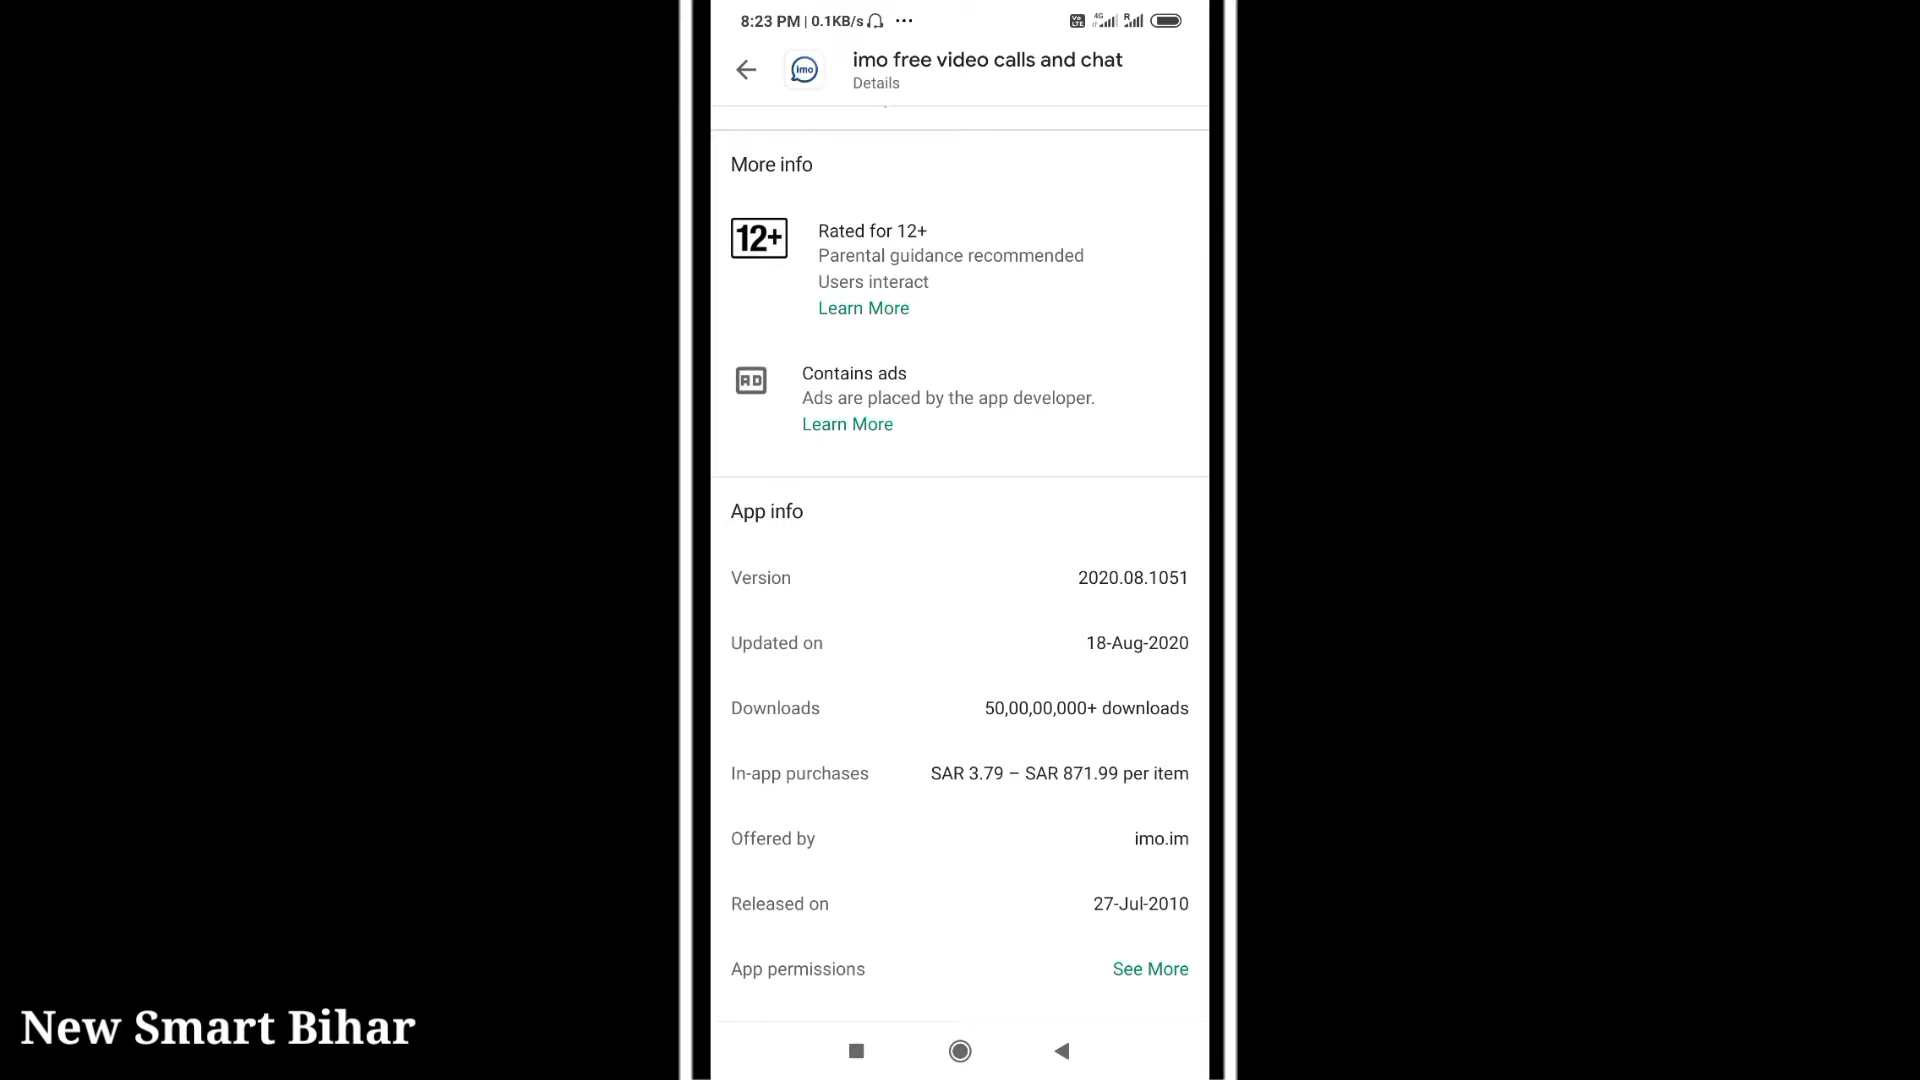 8:23 PM | 0.1KB/s ...
imo free video calls and chat
imo
Details
More info
12+
Rated for 12+
Parental guidance recommended
Users interact
Learn More
AD
Contains ads
Ads are placed by the app developer.
Learn More
App info
Version 2020.08.1051
Updated on 18-Aug-2020
Downloads 50,00,00,000+ downloads
In-app purchases SAR 3.79 – SAR 871.99 per item
Offered by imo.im
Released on 27-Jul-2010
App permissions See More
New Smart Bihar